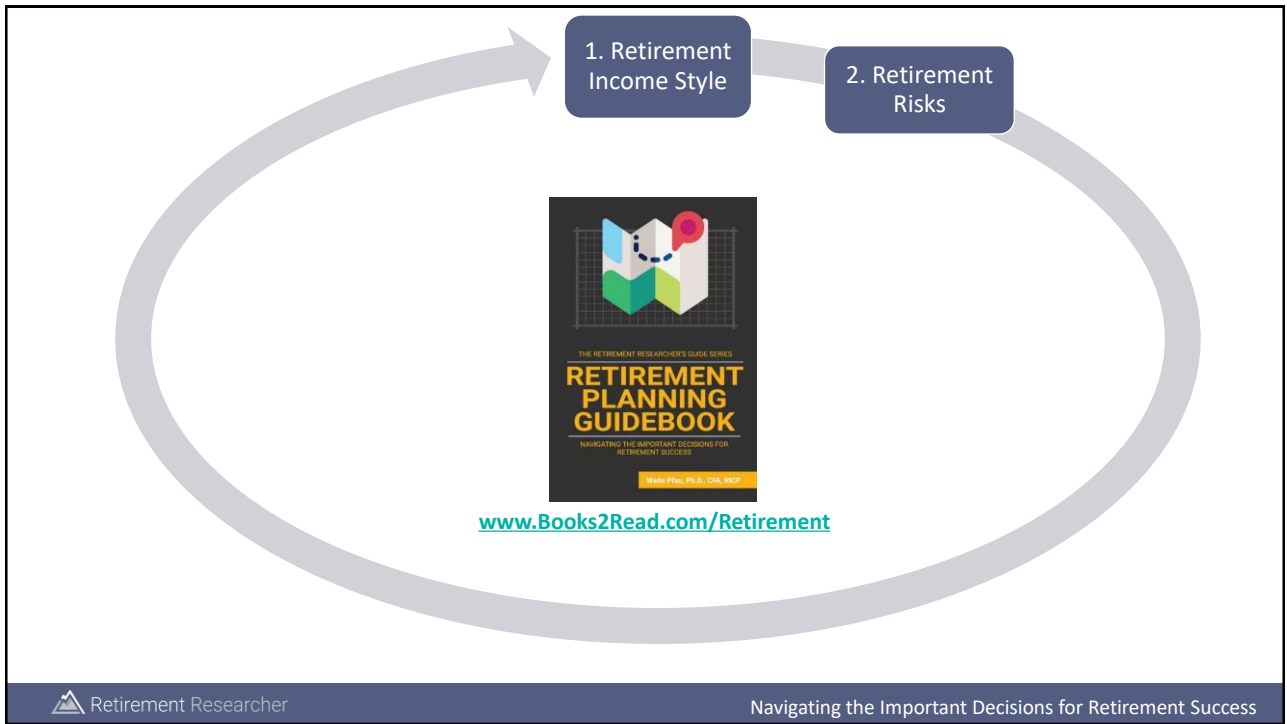 1. Retirement
Income Style
2. Retirement
Risks
THE RETIREMENT RESEARCHER'S GUIDE SERIES
RETIREMENT
PLANNING
GUIDEBOOK
NAVIGATING THE IMPORTANT DECISIONS FOR
RETIREMENT SUCCESS
Wade Pfau, Ph.D., CFA, RICP
www.Books2Read.com/Retirement
Retirement Researcher
Navigating the Important Decisions for Retirement Success